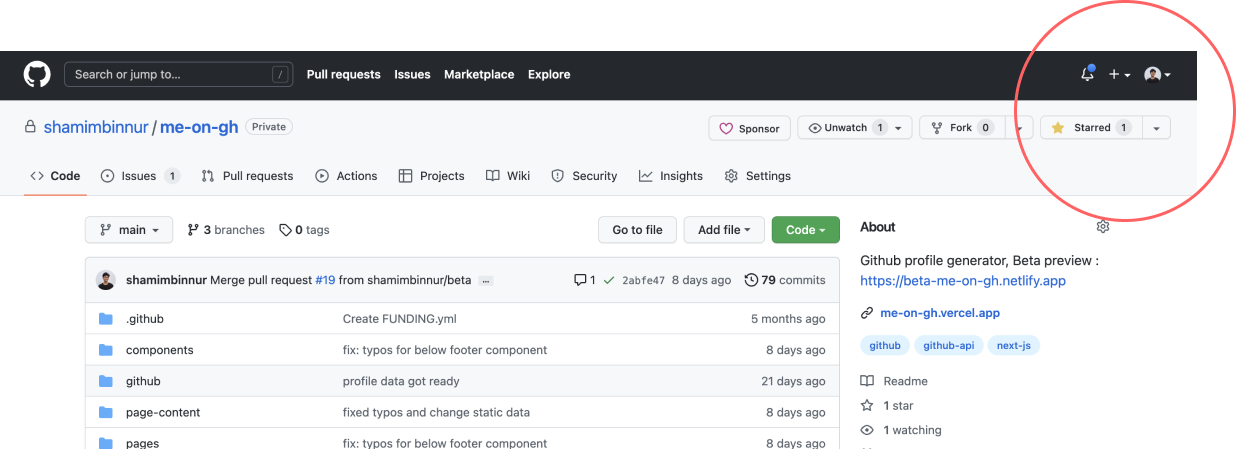 Search or jump to... / Pull requests Issues Marketplace Explore
shamimbinnur / me-on-gh Private Sponsor Unwatch 1 Fork 0 Starred 1
Code Issues 1 Pull requests Actions Projects Wiki Security Insights Settings
main 3 branches 0 tags Go to file Add file Code About
Github profile generator, Beta preview :
https://beta-me-on-gh.netlify.app
shamimbinnur Merge pull request #19 from shamimbinnur/beta ... 1 2abfe47 8 days ago 79 commits
me-on-gh.vercel.app
.github Create FUNDING.yml 5 months ago
github github-api next-js
components fix: typos for below footer component 8 days ago
github profile data got ready 21 days ago
Readme
page-content fixed typos and change static data 8 days ago
1 star
1 watching
pages fix: typos for below footer component 8 days ago